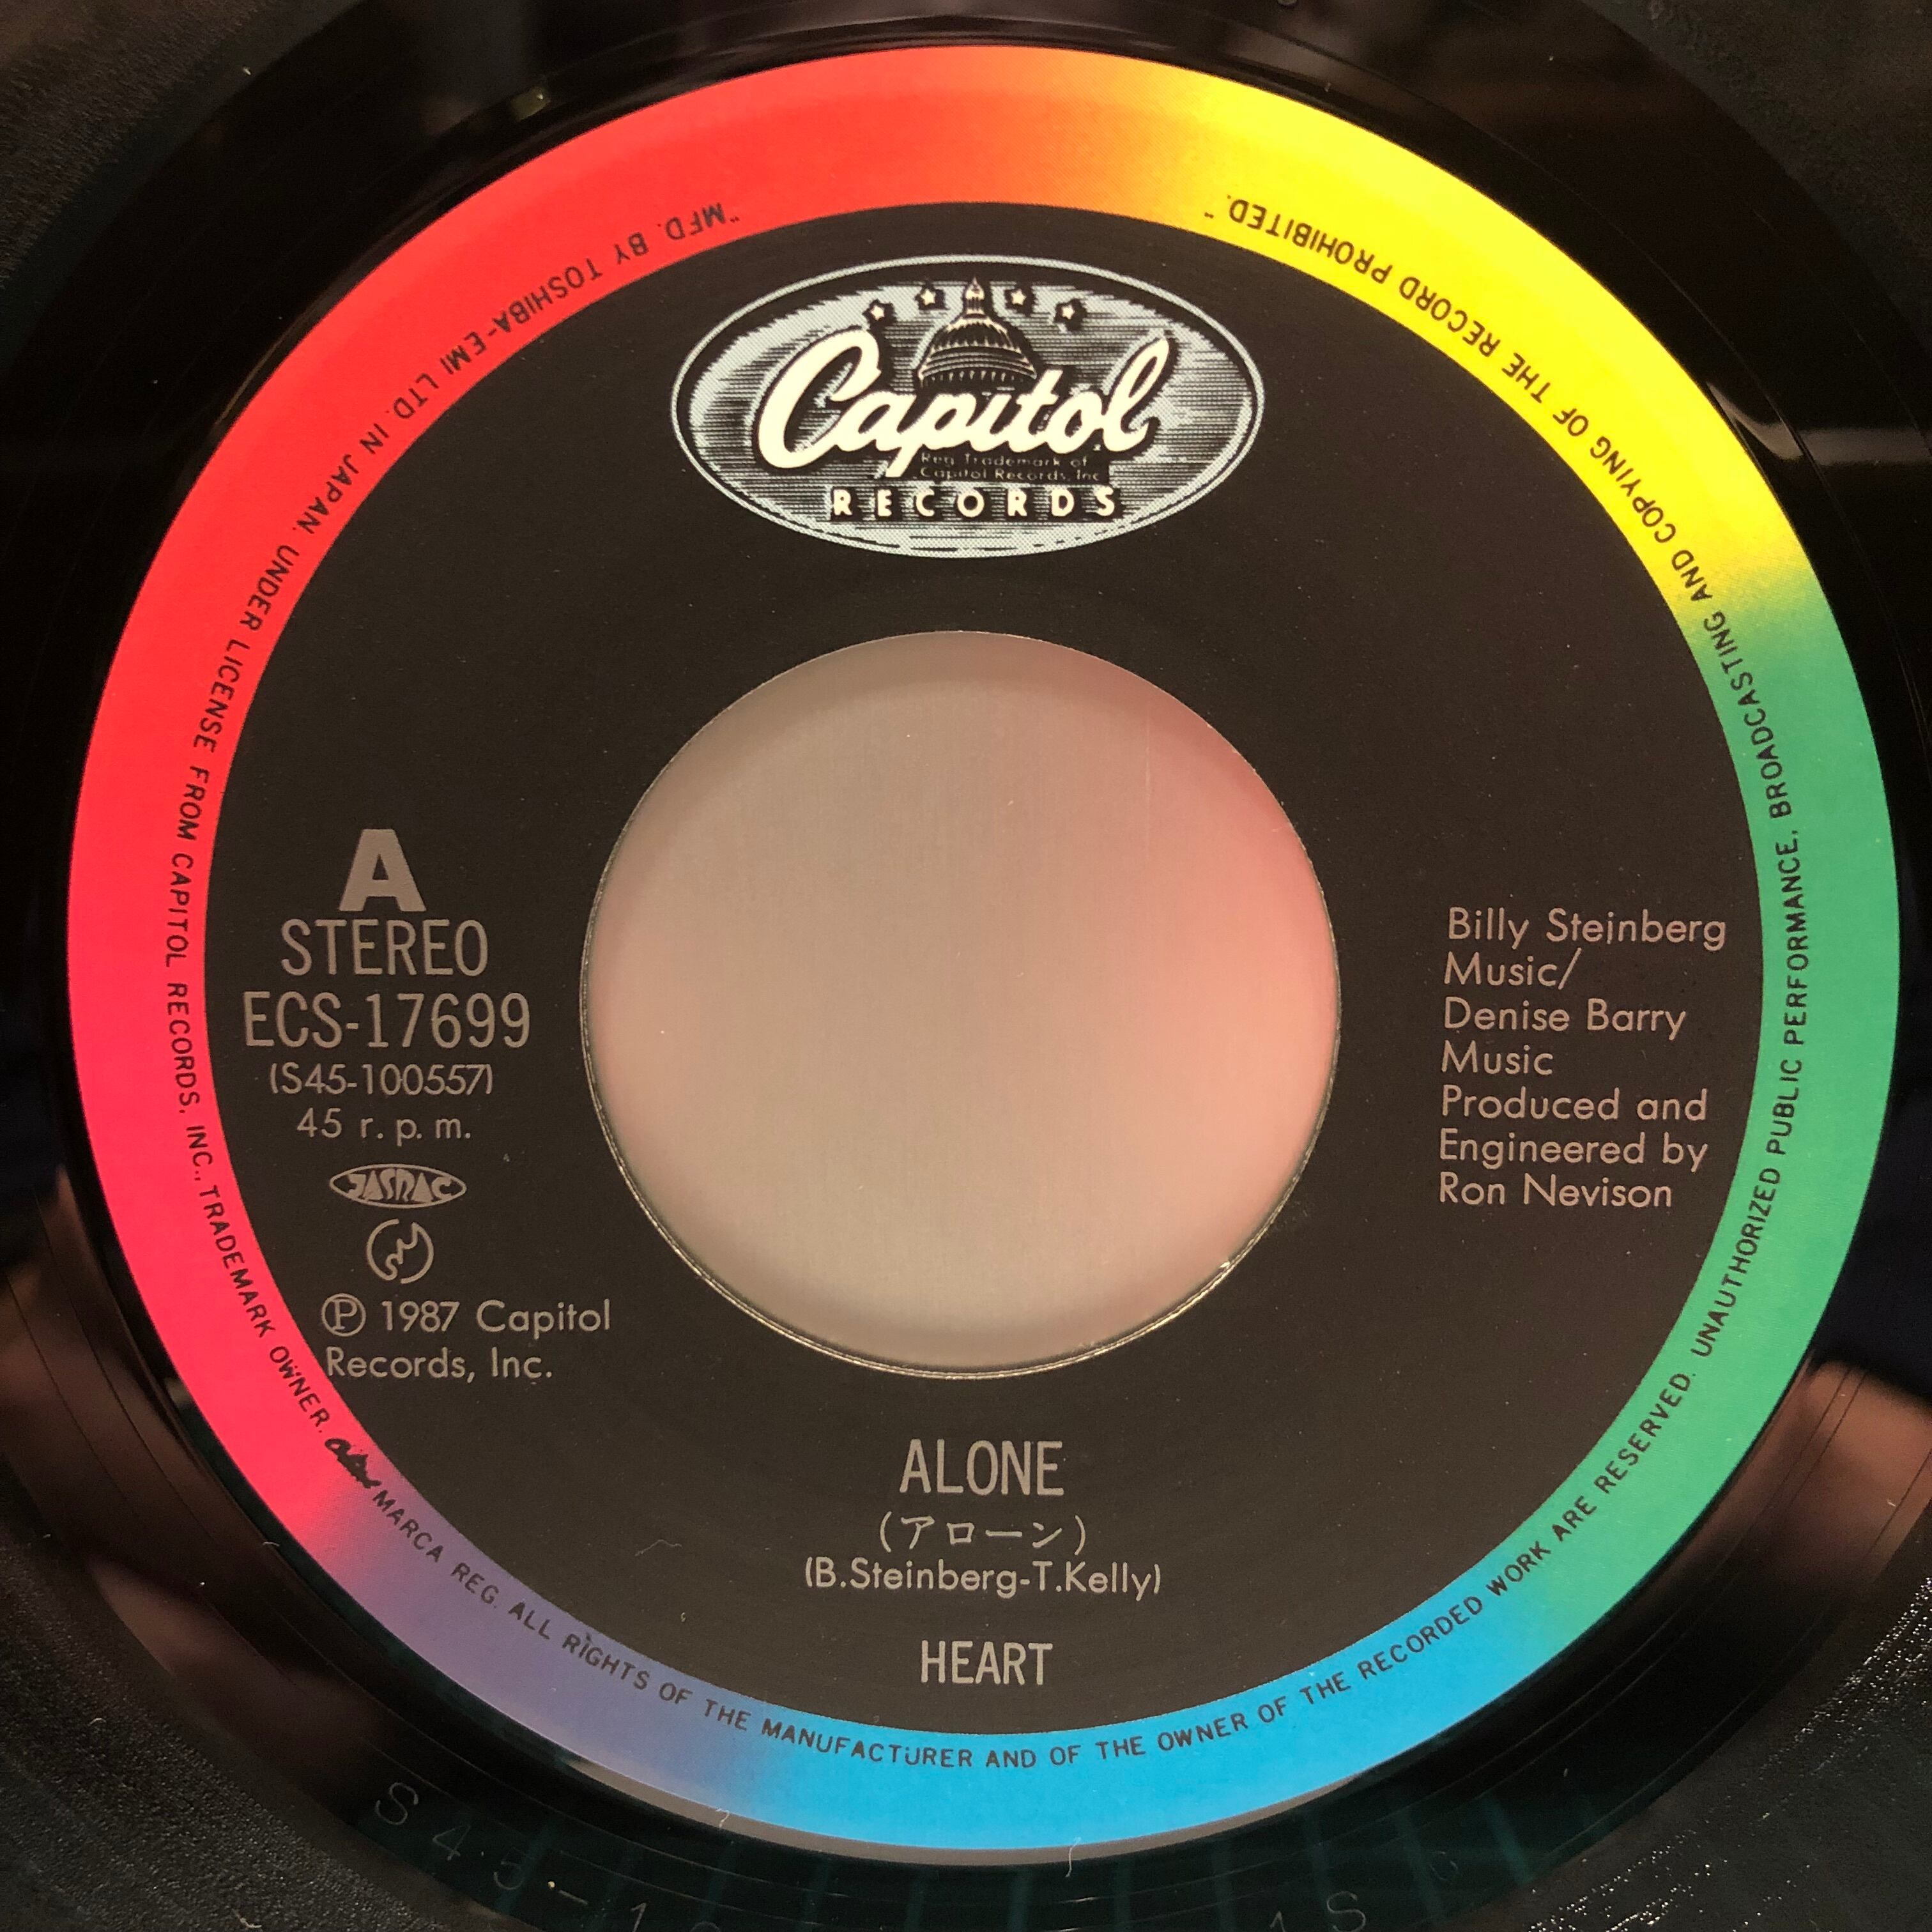 Capitol
Reg. Trademark of
Capitol Records, Inc.
RECORDS
A
STEREO
ECS-17699
(S45-100557)
45 r.p.m.
JASRAC
Ⓟ 1987 Capitol
Records, Inc.
Billy Steinberg
Music/
Denise Barry
Music
Produced and
Engineered by
Ron Nevison
ALONE
(アローン)
(B.Steinberg-T.Kelly)
HEART
"MFD. BY TOSHIBA-EMI LTD. IN JAPAN. UNDER LICENSE FROM CAPITOL RECORDS, INC., TRADEMARK OWNER. MARCA REG. ALL RIGHTS OF THE MANUFACTURER AND OF THE OWNER OF THE RECORDED WORK ARE RESERVED. UNAUTHORIZED PUBLIC PERFORMANCE, BROADCASTING AND COPYING OF THE RECORD PROHIBITED."